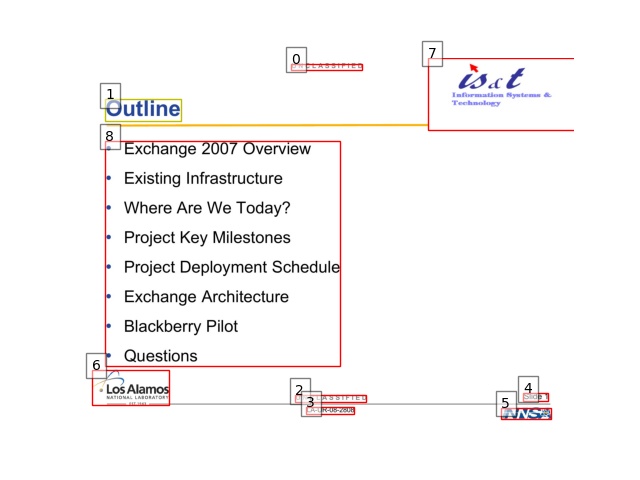 UNCLASSIFIED
is&t
Information Systems &
Technology
Outline
Exchange 2007 Overview
Existing Infrastructure
Where Are We Today?
Project Key Milestones
Project Deployment Schedule
Exchange Architecture
Blackberry Pilot
Questions
Los Alamos
NATIONAL LABORATORY
UNCLASSIFIED
LA-UR-08-2808
Slide
NNSA
0
1
2
3
4
5
6
7
8